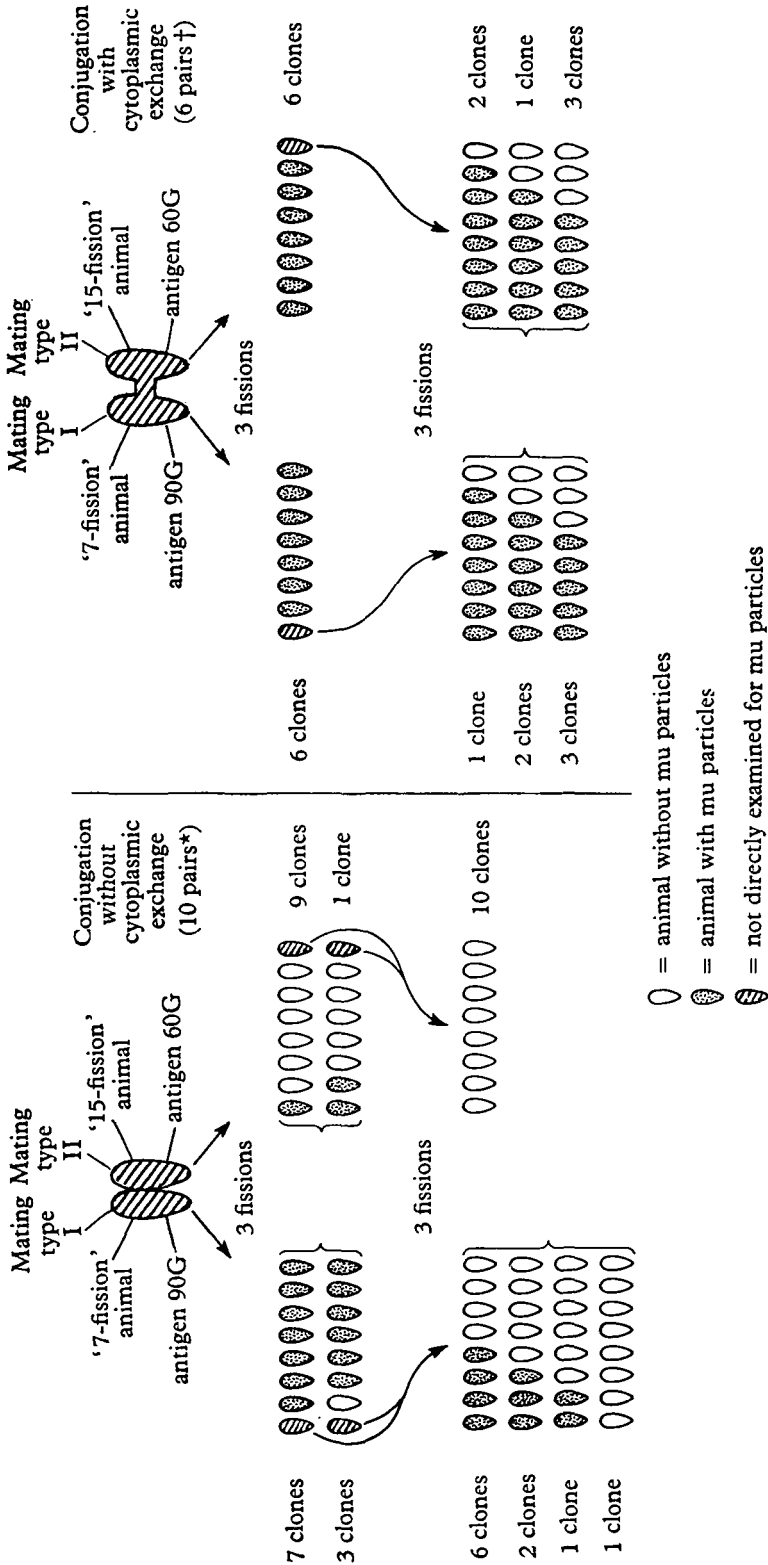 Mating Mating
type type
I II
'7-fission'
animal
'15-fission'
animal
antigen 90G
antigen 60G
3 fissions
Conjugation
without
cytoplasmic
exchange
(10 pairs*)
7 clones
3 clones
9 clones
1 clone
3 fissions
6 clones
2 clones
1 clone
1 clone
10 clones
Mating Mating
type type
I II
'7-fission'
animal
'15-fission'
animal
antigen 90G
antigen 60G
3 fissions
Conjugation
with
cytoplasmic
exchange
(6 pairs †)
6 clones
6 clones
3 fissions
1 clone
2 clones
3 clones
2 clones
1 clone
3 clones
= animal without mu particles
= animal with mu particles
= not directly examined for mu particles